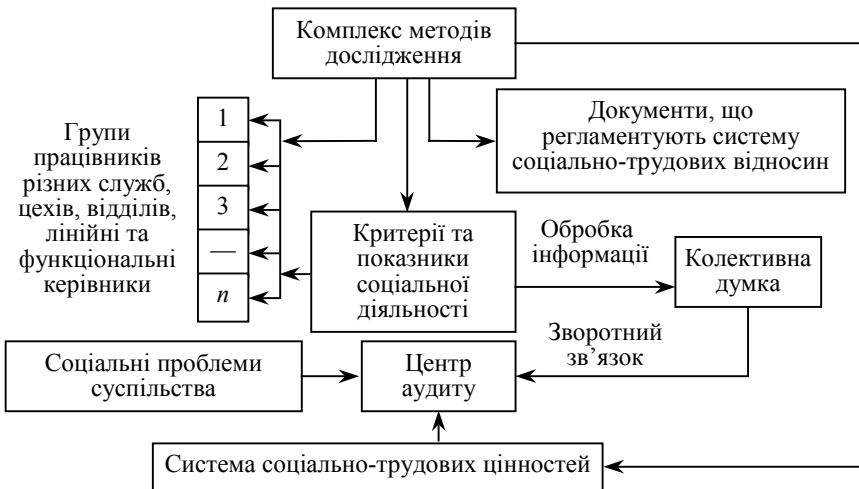 Комплекс методів
дослідження
Групи
працівників
різних служб,
цехів, відділів,
лінійні та
функціональні
керівники
1
2
3
—
n
Документи, що
регламентують систему
соціально-трудових відносин
Критерії та
показники
соціальної
діяльності
Обробка
інформації
Колективна
думка
Зворотний
зв’язок
Соціальні проблеми
суспільства
Центр
аудиту
Система соціально-трудових цінностей